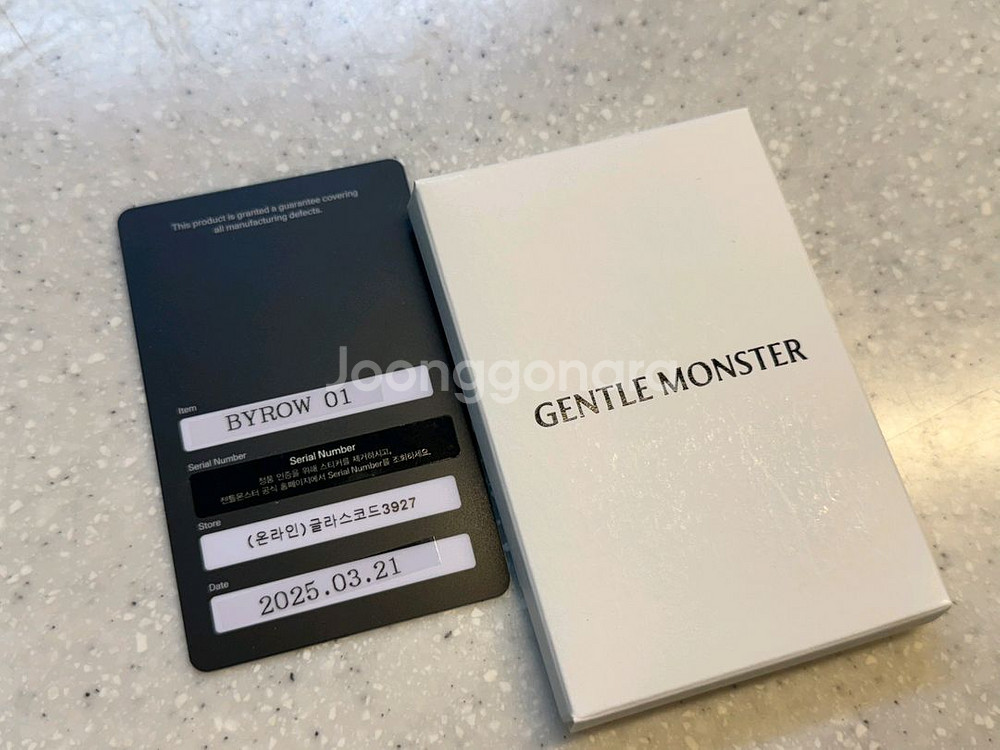 This product is granted a guarantee covering
all manufacturing defects.
Item
BYROW 01
Serial Number
Serial Number
정품 인증을 위해 스티커를 제거하시고,
젠틀몬스터 공식 홈페이지에서 Serial Number를 조회하세요.
Store
(온라인)글라스코드3927
Date
2025.03.21
GENTLE MONSTER
Joonggonara